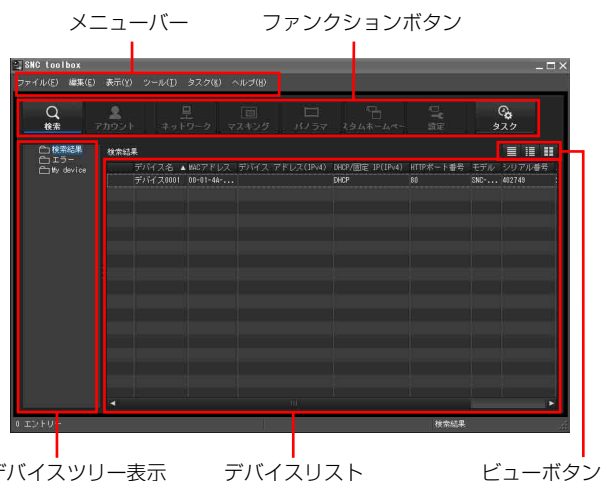 メニューバー ファンクションボタン
SNC toolbox
ファイル(F) 編集(E) 表示(V) ツール(T) タスク(K) ヘルプ(H)
検索 アカウント ネットワーク マスキング パノラマ スタムホームペー 設定 タスク
検索結果
エラー
My device
検索結果
デバイス名 ▲ MACアドレス デバイス アドレス(IPv4) DHCP/固定 IP(IPv4) HTTPポート番号 モデル シリアル番号
デバイス0001 00-01-4A-... DHCP 80 SNC-... 402749
0 エントリー 検索結果
デバイスツリー表示 デバイスリスト ビューボタン